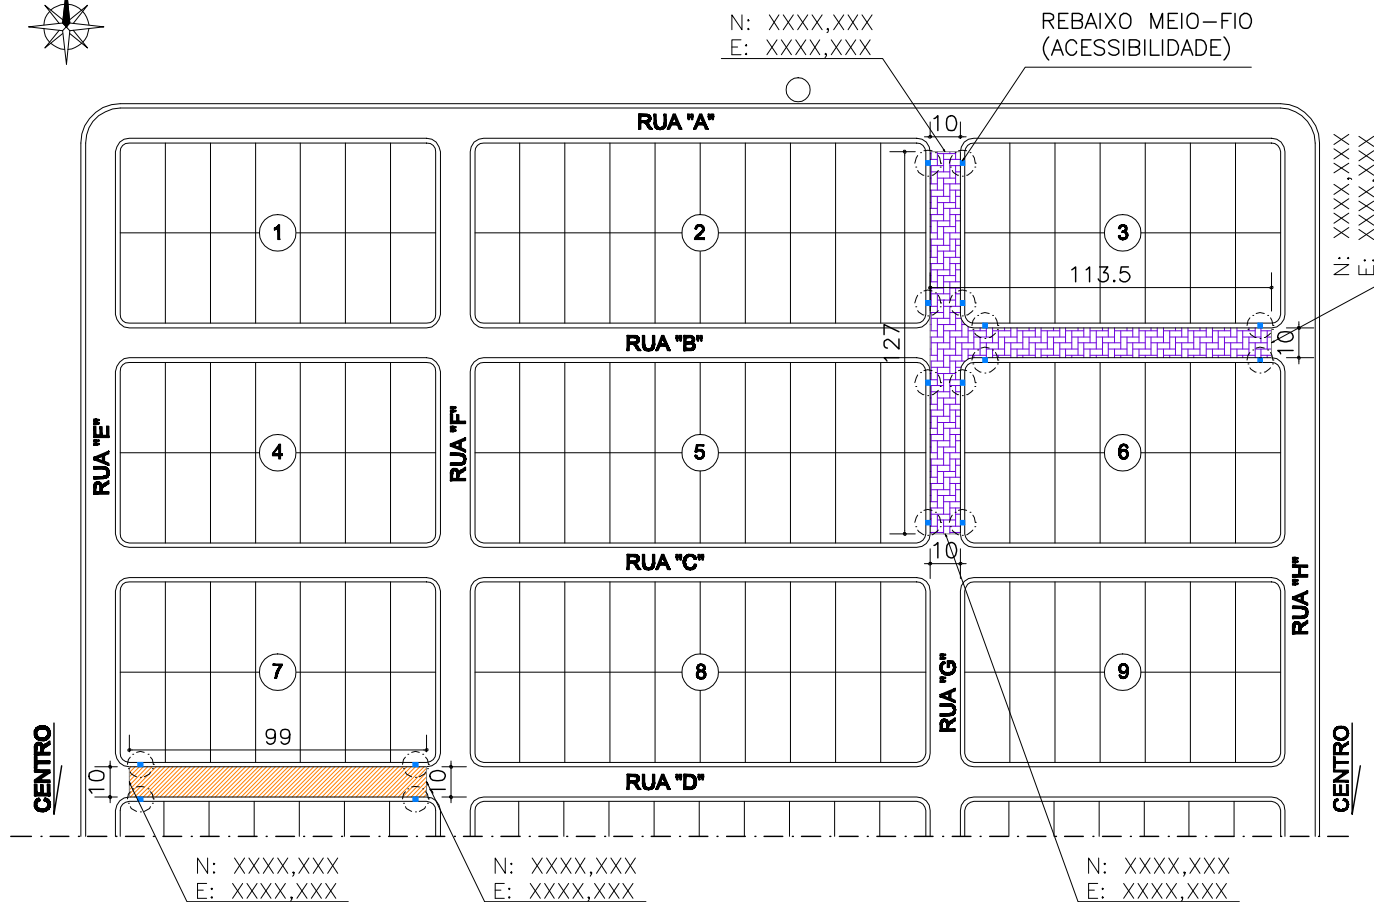 N: XXXX,XXX
E: XXXX,XXX
REBAIXO MEIO-FIO
(ACESSIBILIDADE)
RUA "A"
10
N: XXXX,XXX
E: XXXX,XXX
1
2
3
113.5
127
RUA "B"
10
RUA "E"
RUA "F"
4
5
6
RUA "C"
10
RUA "H"
7
8
9
RUA "G"
99
CENTRO
10
10
RUA "D"
CENTRO
N: XXXX,XXX
E: XXXX,XXX
N: XXXX,XXX
E: XXXX,XXX
N: XXXX,XXX
E: XXXX,XXX